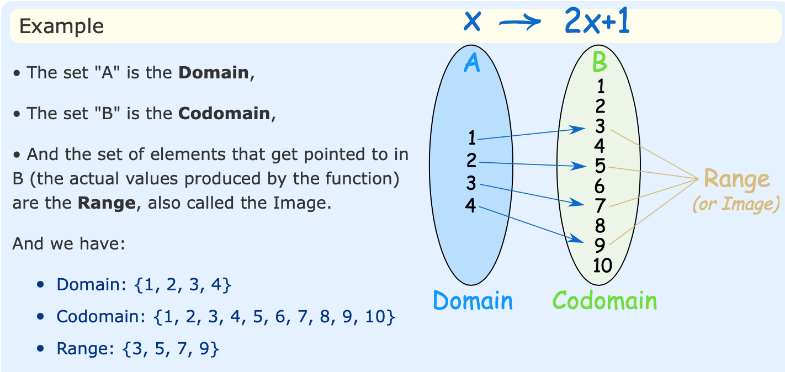 Example
• The set "A" is the Domain,
• The set "B" is the Codomain,
• And the set of elements that get pointed to in
B (the actual values produced by the function)
are the Range, also called the Image.
And we have:
• Domain: {1, 2, 3, 4}
• Codomain: {1, 2, 3, 4, 5, 6, 7, 8, 9, 10}
• Range: {3, 5, 7, 9}
x → 2x+1
A
1
2
3
4
Domain
B
1
2
3
4
5
6
7
8
9
10
Codomain
Range
(or Image)